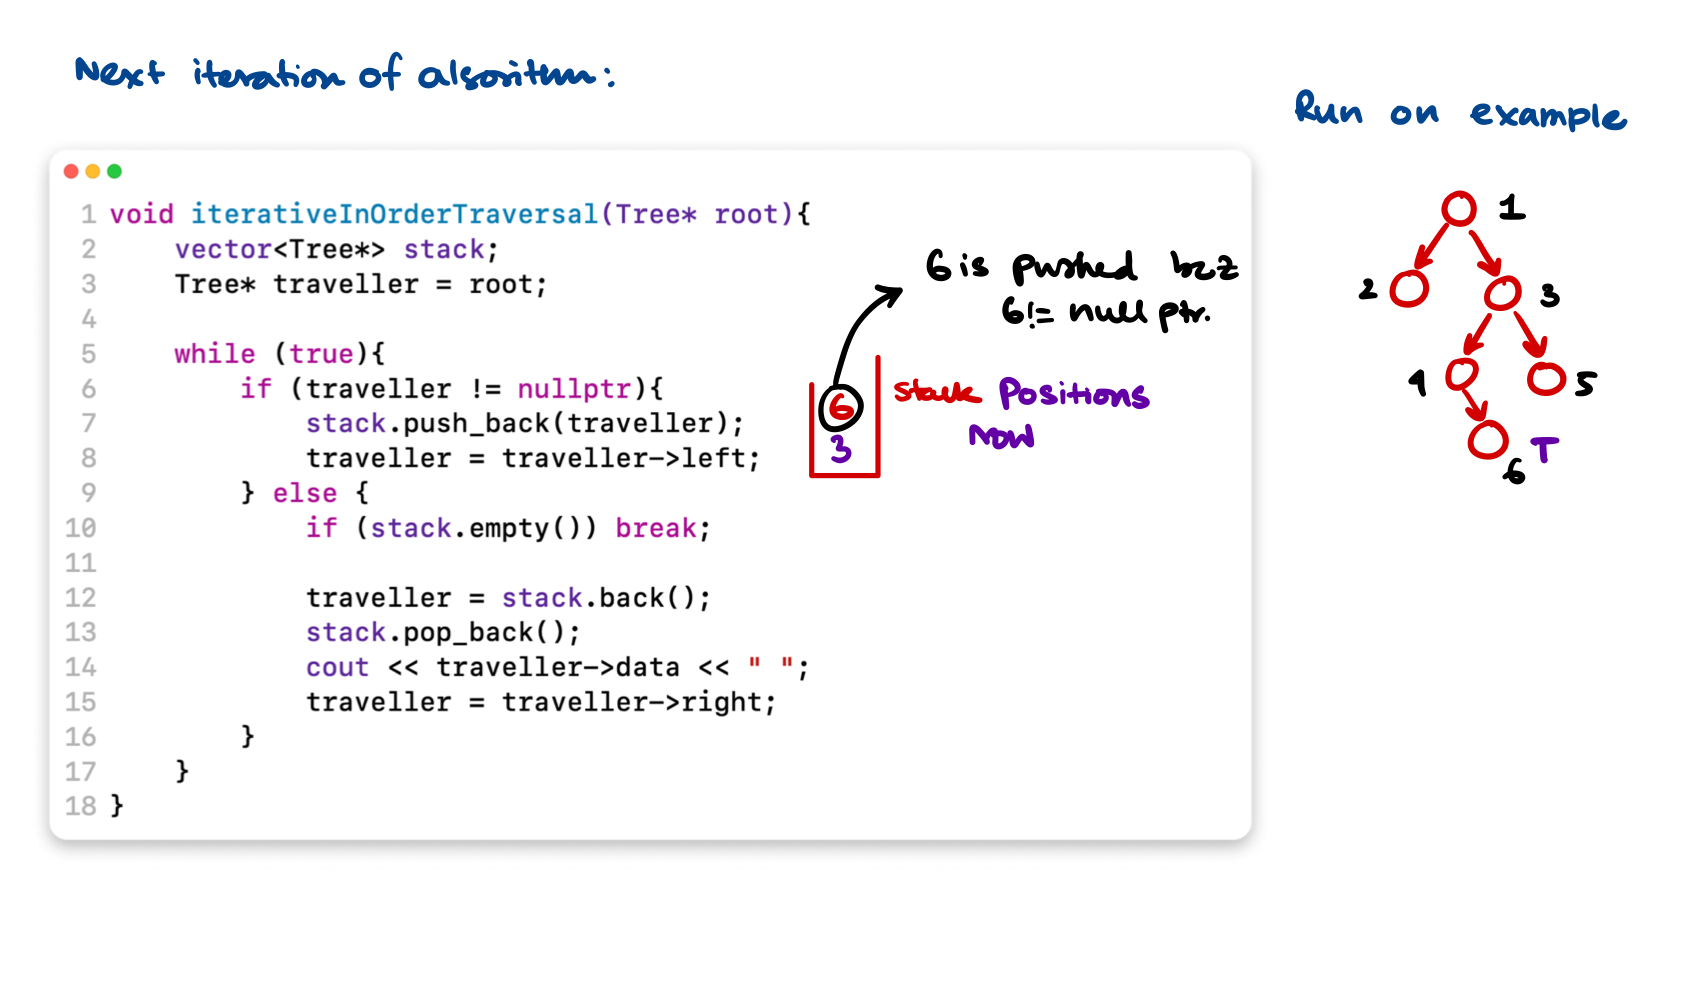 Next iteration of algorithm:
Run on example
1 void iterativeInOrderTraversal(Tree* root){
2     vector<Tree*> stack;
3     Tree* traveller = root;
4
5     while (true){
6         if (traveller != nullptr){
7             stack.push_back(traveller);
8             traveller = traveller->left;
9         } else {
10             if (stack.empty()) break;
11
12             traveller = stack.back();
13             stack.pop_back();
14             cout << traveller->data << " ";
15             traveller = traveller->right;
16         }
17     }
18 }
6 is pushed bcz
6 != null ptr.
6
3
stack Positions
Now
1
2
3
4
5
6 T